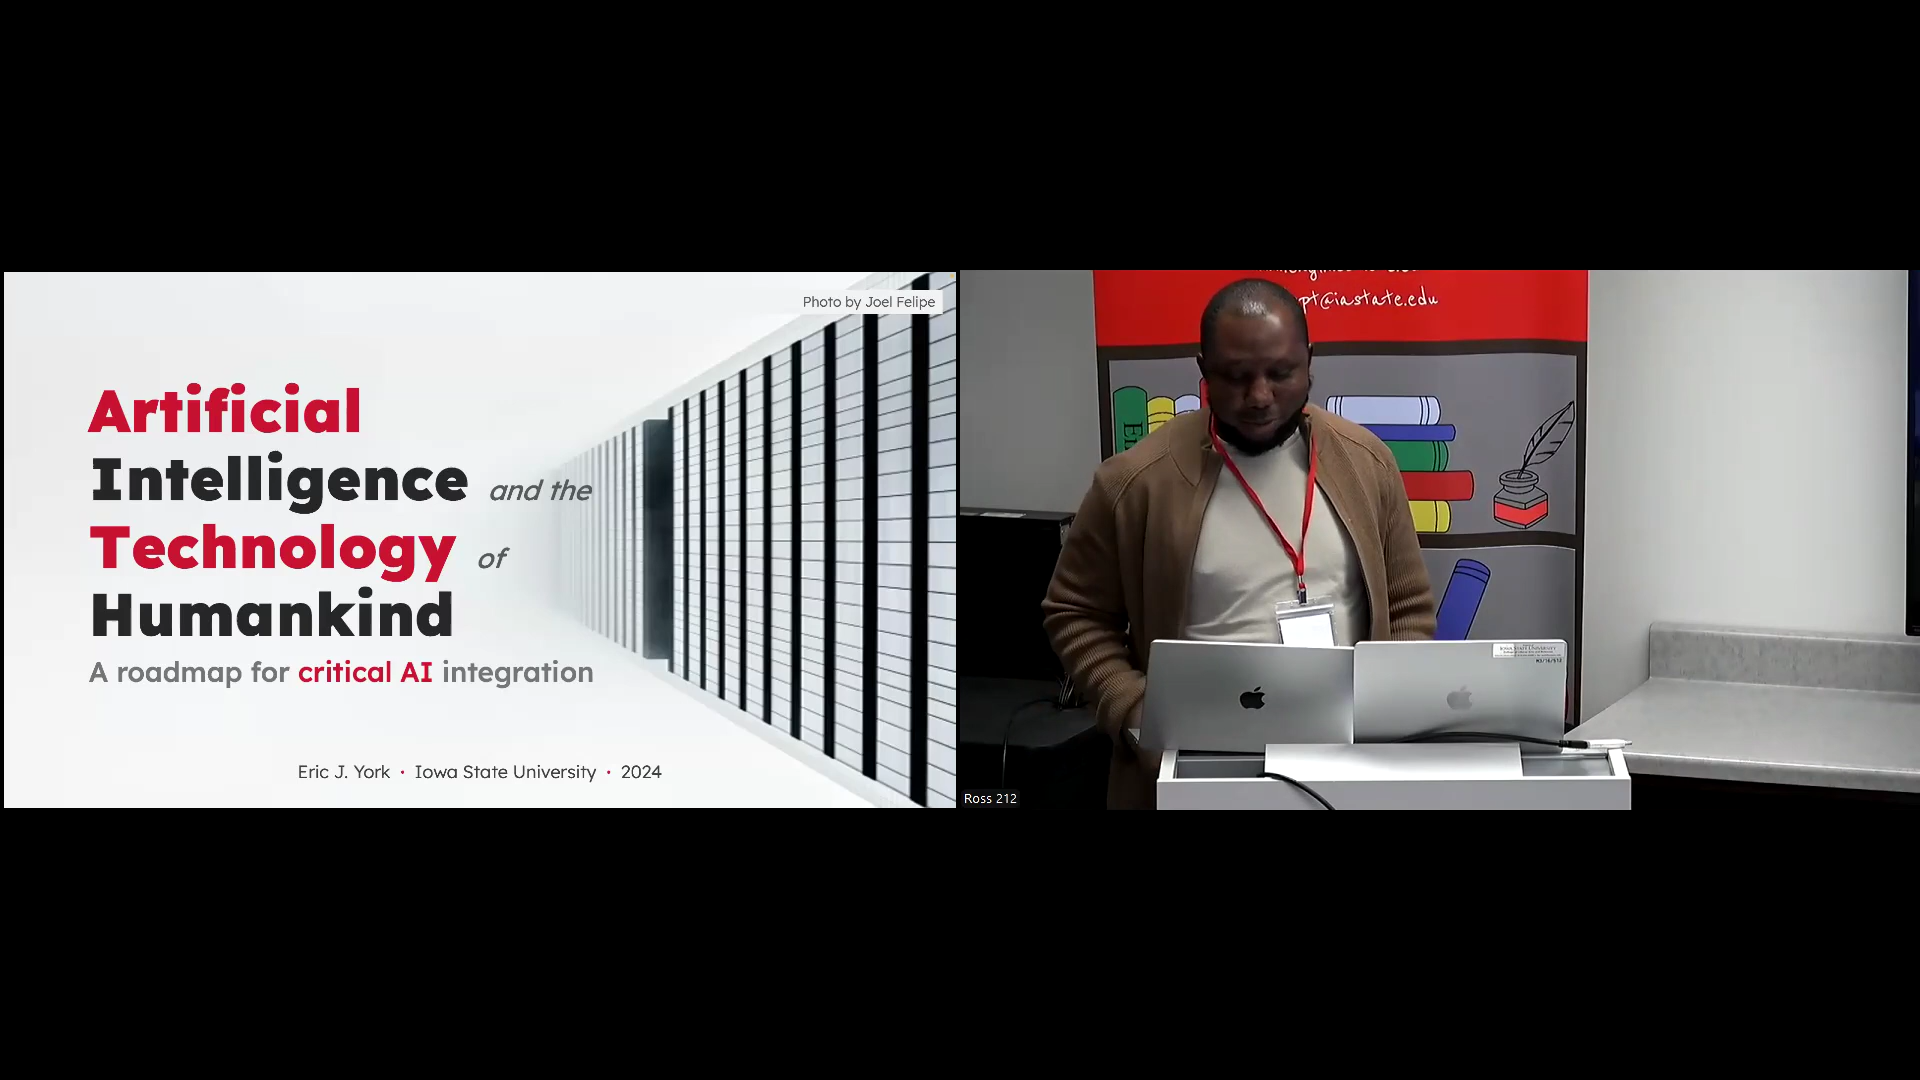 Photo by Joel Felipe
Artificial
Intelligence and the
Technology of
Humankind
A roadmap for critical AI integration
Eric J. York • Iowa State University • 2024
pt@iastate.edu
Ross 212